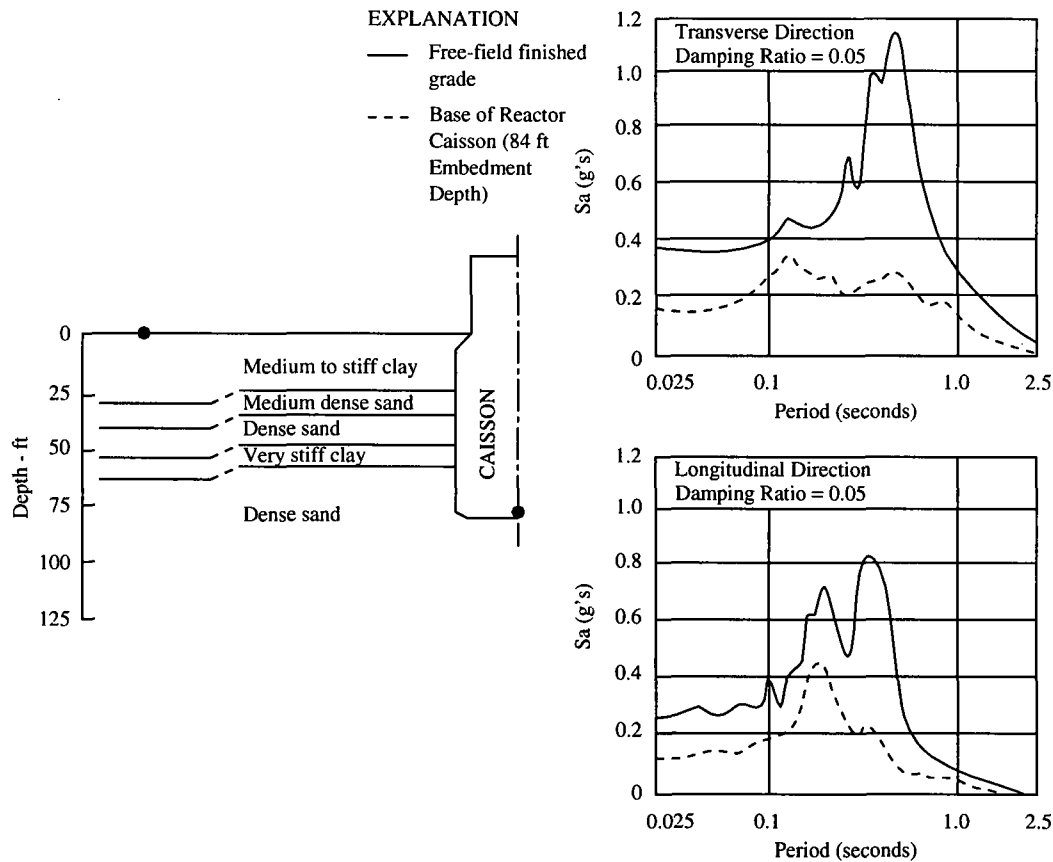 EXPLANATION
Free-field finished
grade
Base of Reactor
Caisson (84 ft
Embedment
Depth)
Depth - ft
0
25
50
75
100
125
Medium to stiff clay
Medium dense sand
Dense sand
Very stiff clay
Dense sand
CAISSON
Transverse Direction
Damping Ratio = 0.05
Sa (g's)
1.2
1.0
0.8
0.6
0.4
0.2
0
0.025
0.1
1.0
2.5
Period (seconds)
Longitudinal Direction
Damping Ratio = 0.05
Sa (g's)
1.2
1.0
0.8
0.6
0.4
0.2
0
0.025
0.1
1.0
2.5
Period (seconds)